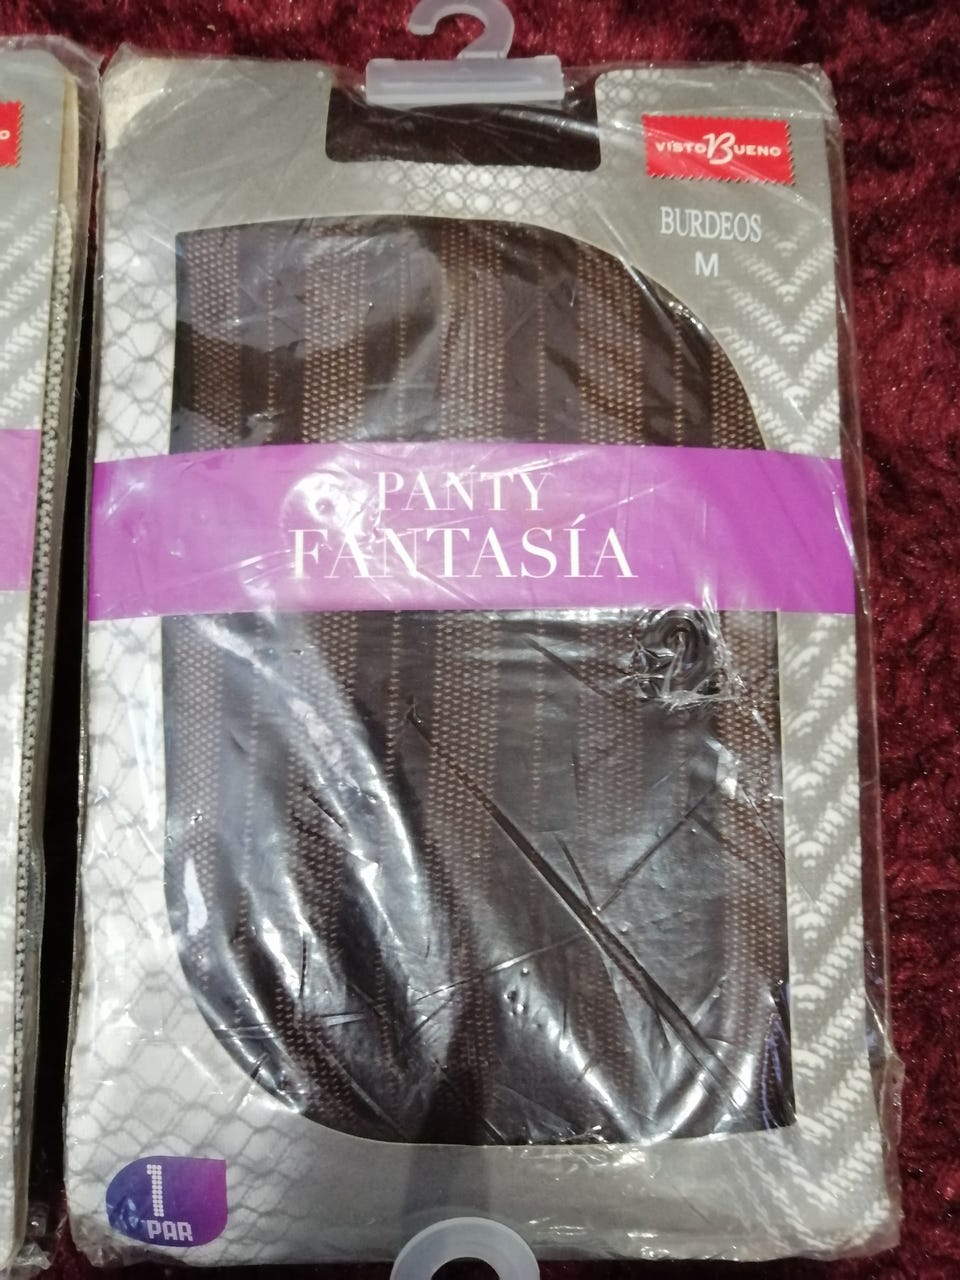 VISTO BUENO
BURDEOS
M
PANTY
FANTASÍA
1
PAR